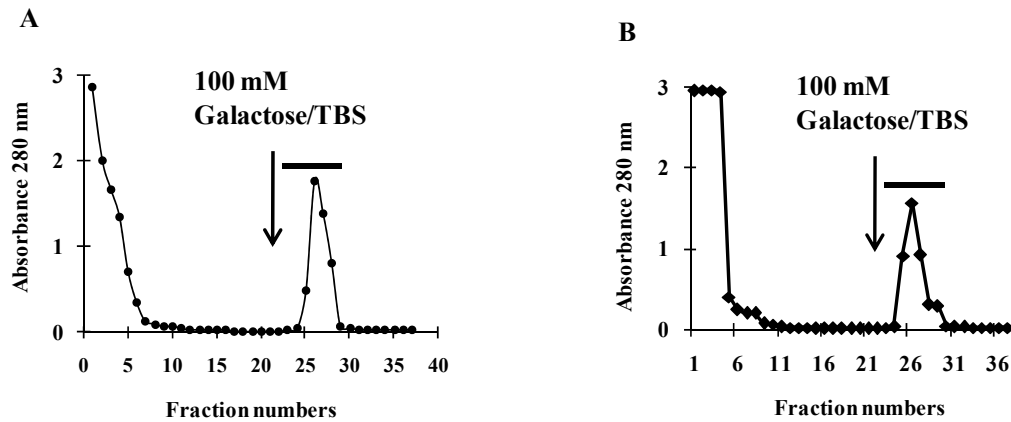 A
100 mM
Galactose/TBS
Absorbance 280 nm
3
2
1
0
0 5 10 15 20 25 30 35 40
Fraction numbers
B
100 mM
Galactose/TBS
Absorbance 280 nm
3
2
1
0
1 6 11 16 21 26 31 36
Fraction numbers